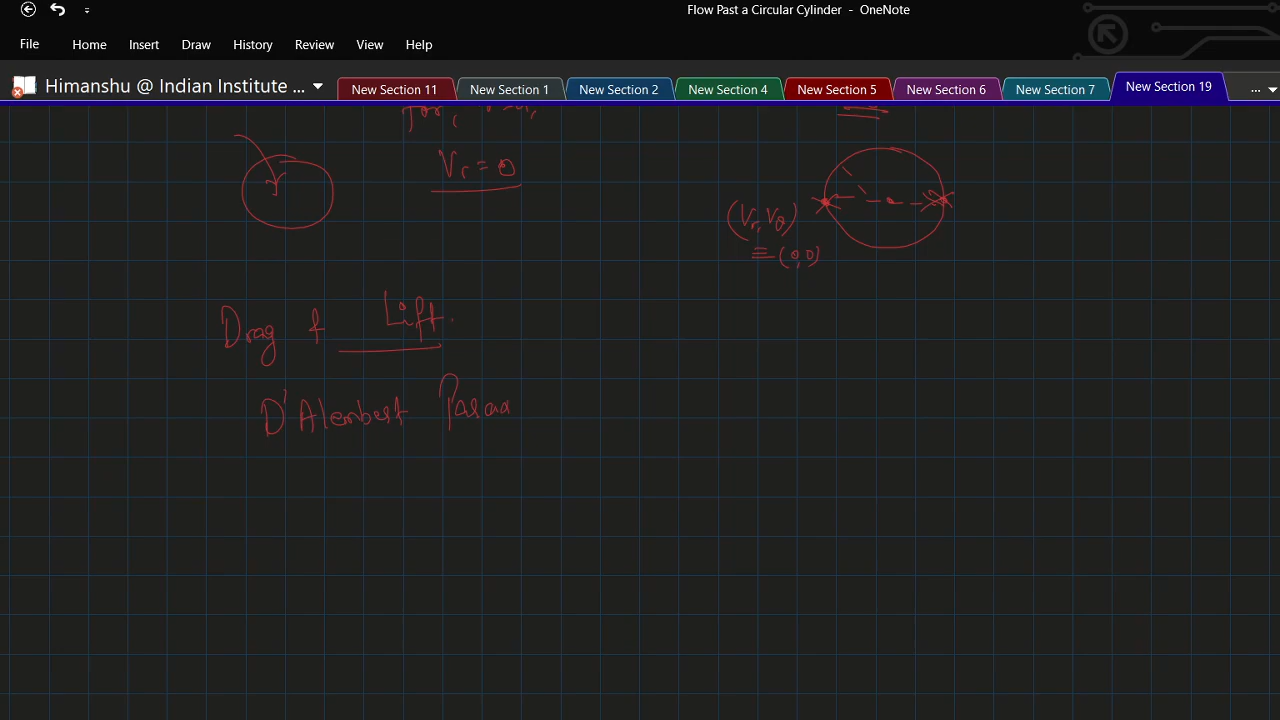 Flow Past a Circular Cylinder - OneNote
File Home Insert Draw History Review View Help
Himanshu @ Indian Institute ... New Section 11 New Section 1 New Section 2 New Section 4 New Section 5 New Section 6 New Section 7 New Section 19 ...
Vr = 0
(Vr, Vθ)
≡ (0,0)
Drag & Lift.
D'Alembert Parad